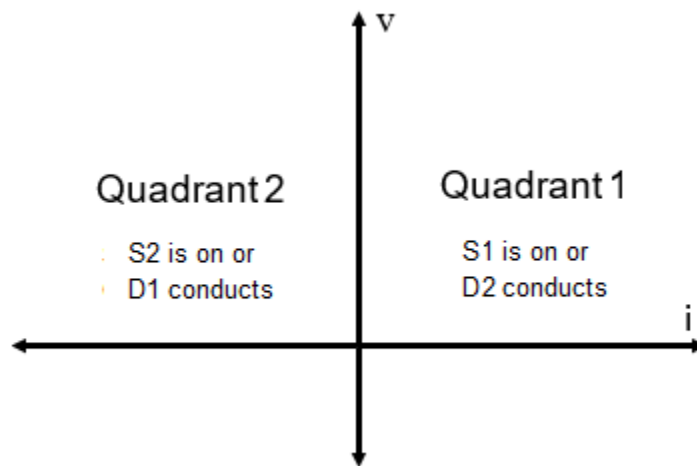 v
Quadrant 2
Quadrant 1
S2 is on or
D1 conducts
S1 is on or
D2 conducts
i